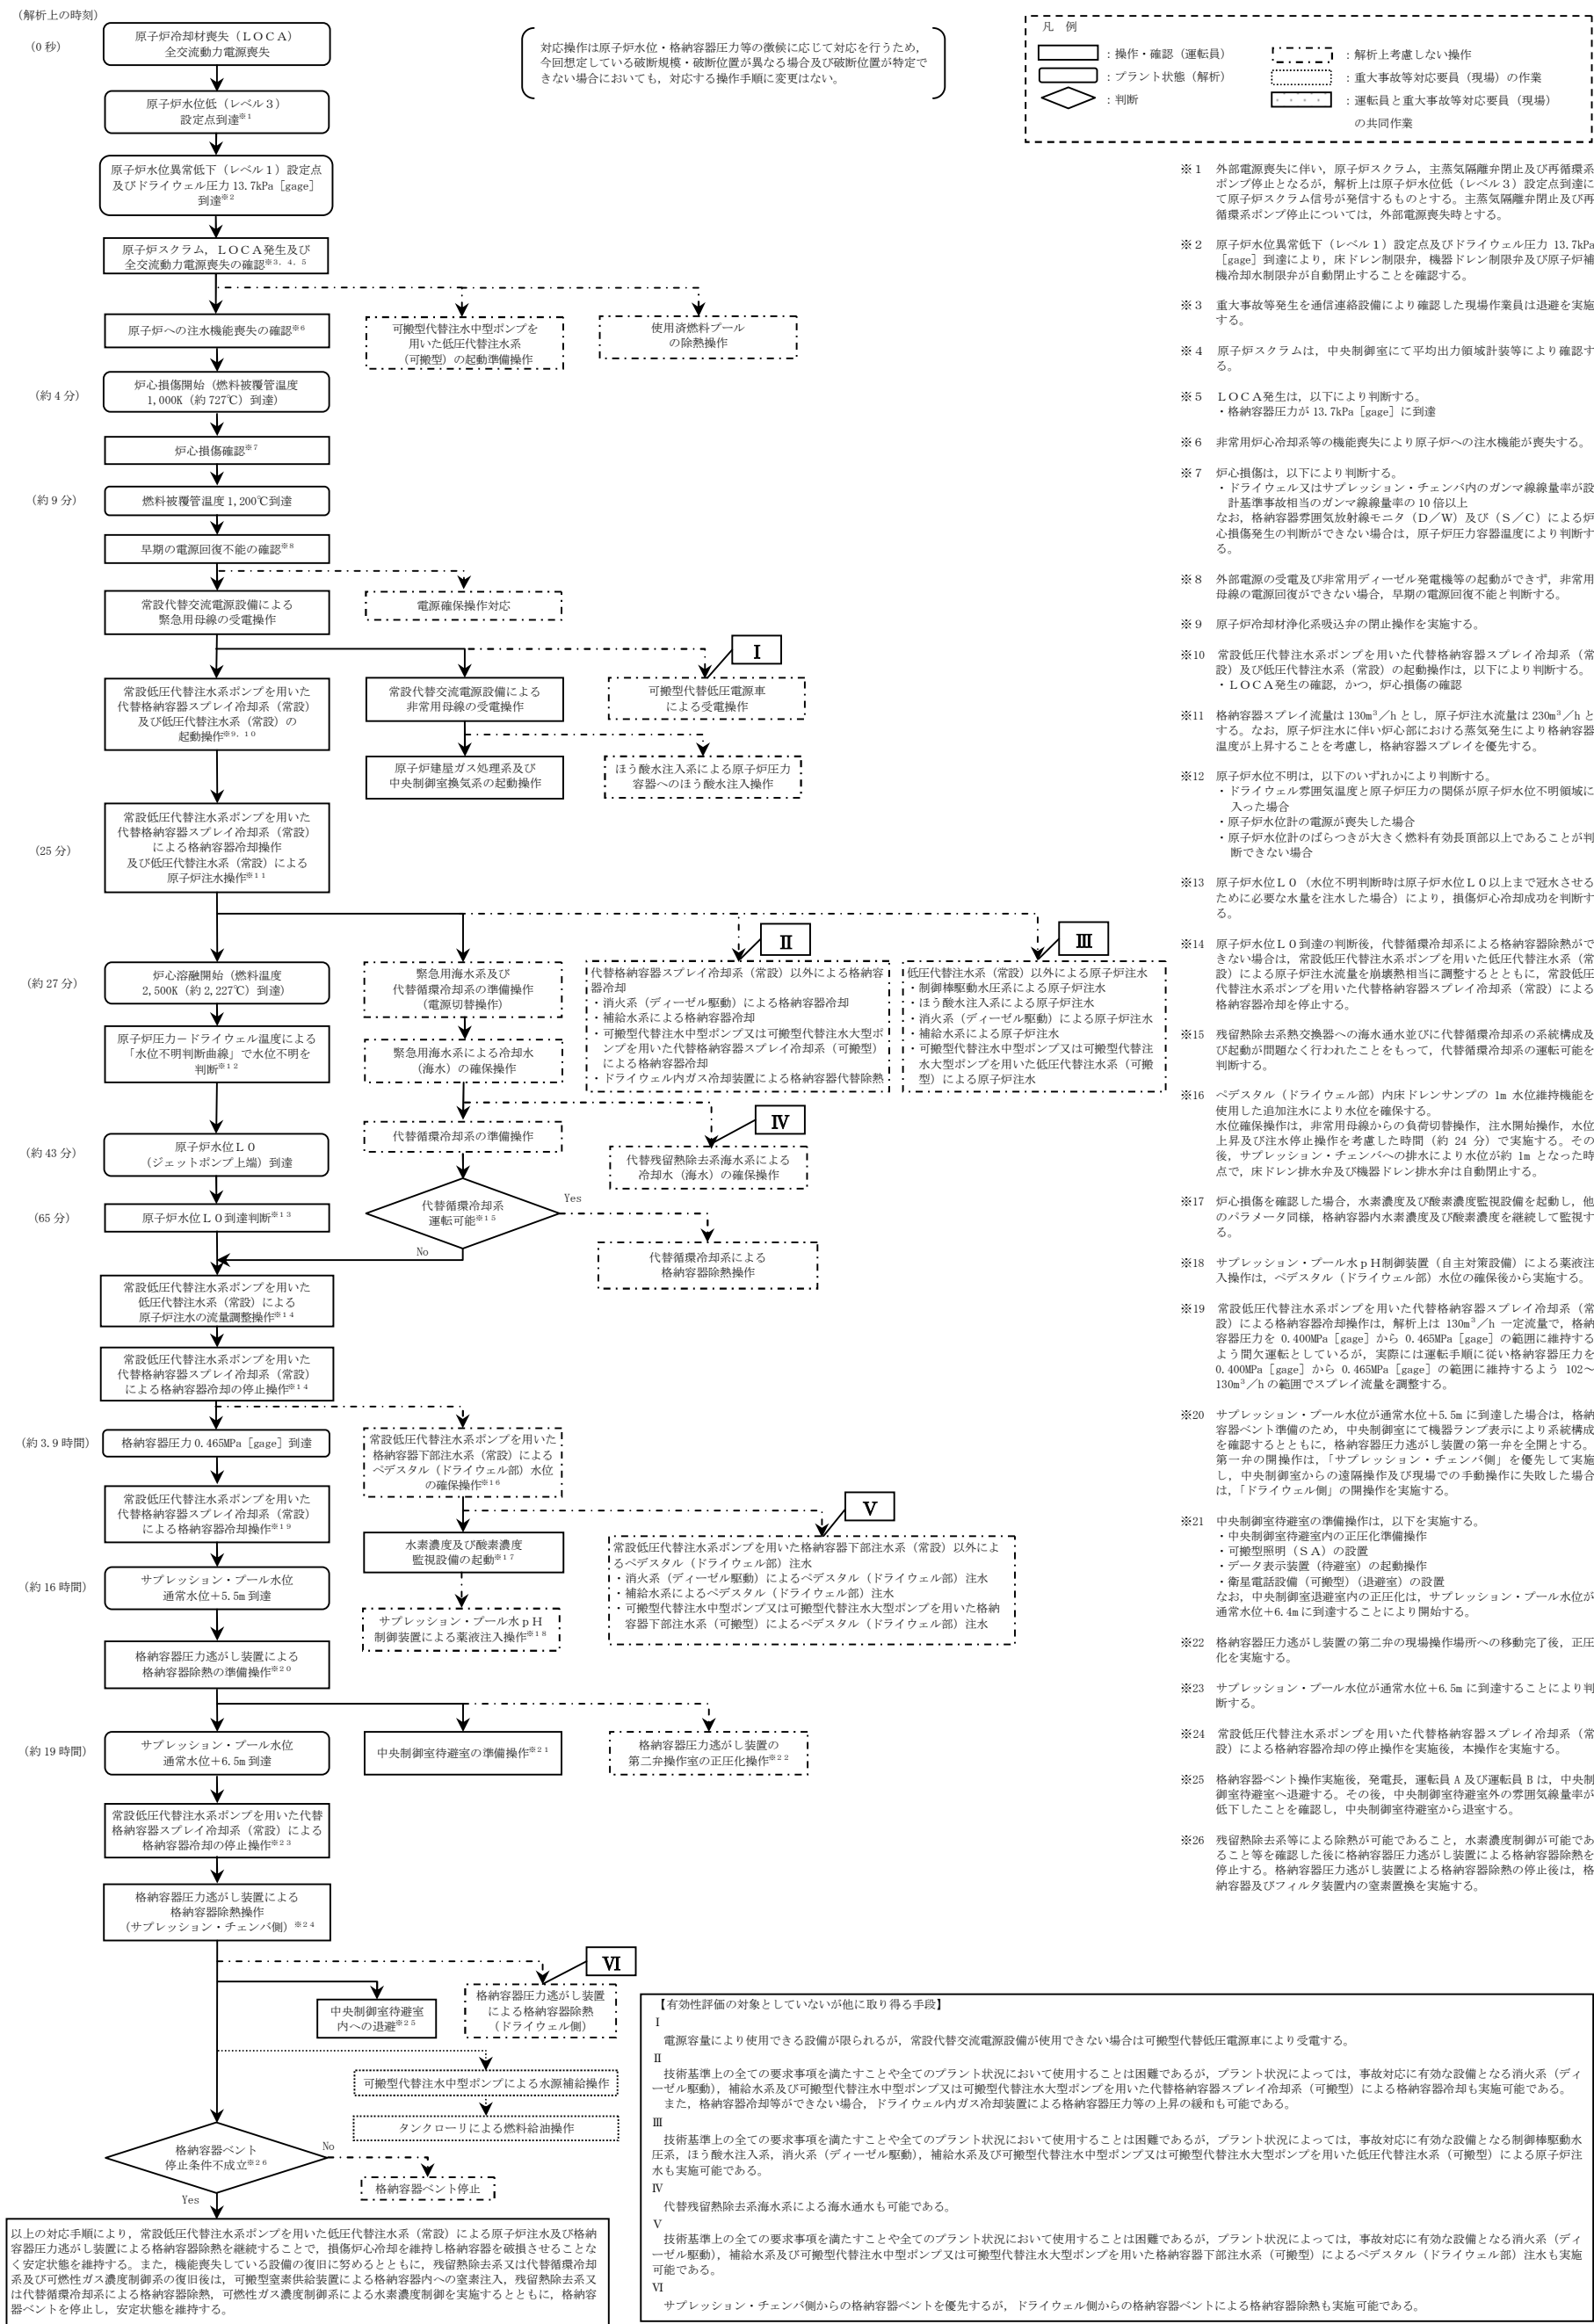 （解析上の時刻）
（0 秒）
原子炉冷却材喪失（ＬＯＣＡ）
全交流動力電源喪失
原子炉水位低（レベル３）
設定点到達※1
原子炉水位異常低下（レベル１）設定点
及びドライウェル圧力 13.7kPa［gage］
到達※2
原子炉スクラム，ＬＯＣＡ発生及び
全交流動力電源喪失の確認※3，4，5
原子炉への注水機能喪失の確認※6
可搬型代替注水中型ポンプを
用いた低圧代替注水系
（可搬型）の起動準備操作
使用済燃料プール
の除熱操作
（約 4 分）
炉心損傷開始（燃料被覆管温度
1,000K（約 727℃）到達）
炉心損傷確認※7
（約 9 分）
燃料被覆管温度 1,200℃到達
早期の電源回復不能の確認※8
常設代替交流電源設備による
緊急用母線の受電操作
電源確保操作対応
Ⅰ
常設低圧代替注水系ポンプを用いた
代替格納容器スプレイ冷却系（常設）
及び低圧代替注水系（常設）の
起動操作※9，10
常設代替交流電源設備による
非常用母線の受電操作
可搬型代替低圧電源車
による受電操作
原子炉建屋ガス処理系及び
中央制御室換気系の起動操作
ほう酸水注入系による原子炉圧力
容器へのほう酸水注入操作
（25 分）
常設低圧代替注水系ポンプを用いた
代替格納容器スプレイ冷却系（常設）
による格納容器冷却操作
及び低圧代替注水系（常設）による
原子炉注水操作※11
Ⅱ
Ⅲ
（約 27 分）
炉心溶融開始（燃料温度
2,500K（約 2,227℃）到達）
緊急用海水系及び
代替循環冷却系の準備操作
（電源切替操作）
代替格納容器スプレイ冷却系（常設）以外による格納容
器冷却
・消火系（ディーゼル駆動）による格納容器冷却
・補給水系による格納容器冷却
・可搬型代替注水中型ポンプ又は可搬型代替注水大型ポ
ンプを用いた代替格納容器スプレイ冷却系（可搬型）
による格納容器冷却
・ドライウェル内ガス冷却装置による格納容器代替除熱
低圧代替注水系（常設）以外による原子炉注水
・制御棒駆動水圧系による原子炉注水
・ほう酸水注入系による原子炉注水
・消火系（ディーゼル駆動）による原子炉注水
・補給水系による原子炉注水
・可搬型代替注水中型ポンプ又は可搬型代替注
水大型ポンプを用いた低圧代替注水系（可搬
型）による原子炉注水
原子炉圧力－ドライウェル温度による
「水位不明判断曲線」で水位不明を
判断※12
緊急用海水系による冷却水
（海水）の確保操作
Ⅳ
（約 43 分）
原子炉水位Ｌ０
（ジェットポンプ上端）到達
代替循環冷却系の準備操作
代替残留熱除去系海水系による
冷却水（海水）の確保操作
（65 分）
原子炉水位Ｌ０到達判断※13
代替循環冷却系
運転可能※15
Yes
No
代替循環冷却系による
格納容器除熱操作
常設低圧代替注水系ポンプを用いた
低圧代替注水系（常設）による
原子炉注水の流量調整操作※14
常設低圧代替注水系ポンプを用いた
代替格納容器スプレイ冷却系（常設）
による格納容器冷却の停止操作※14
（約 3.9 時間）
格納容器圧力 0.465MPa［gage］到達
常設低圧代替注水系ポンプを用いた
格納容器下部注水系（常設）による
ペデスタル（ドライウェル部）水位
の確保操作※16
常設低圧代替注水系ポンプを用いた
代替格納容器スプレイ冷却系（常設）
による格納容器冷却操作※19
Ⅴ
水素濃度及び酸素濃度
監視設備の起動※17
常設低圧代替注水系ポンプを用いた格納容器下部注水系（常設）以外によ
るペデスタル（ドライウェル部）注水
・消火系（ディーゼル駆動）によるペデスタル（ドライウェル部）注水
・補給水系によるペデスタル（ドライウェル部）注水
・可搬型代替注水中型ポンプ又は可搬型代替注水大型ポンプを用いた格納
容器下部注水系（可搬型）によるペデスタル（ドライウェル部）注水
（約 16 時間）
サプレッション・プール水位
通常水位＋5.5m 到達
サプレッション・プール水ｐＨ
制御装置による薬液注入操作※18
格納容器圧力逃がし装置による
格納容器除熱の準備操作※20
（約 19 時間）
サプレッション・プール水位
通常水位＋6.5m 到達
中央制御室待避室の準備操作※21
格納容器圧力逃がし装置の
第二弁操作室の正圧化操作※22
常設低圧代替注水系ポンプを用いた代替
格納容器スプレイ冷却系（常設）による
格納容器冷却の停止操作※23
格納容器圧力逃がし装置による
格納容器除熱操作
（サプレッション・チェンバ側）※24
Ⅵ
中央制御室待避室
内への退避※25
格納容器圧力逃がし装置
による格納容器除熱
（ドライウェル側）
可搬型代替注水中型ポンプによる水源補給操作
タンクローリによる燃料給油操作
格納容器ベント
停止条件不成立※26
No
Yes
格納容器ベント停止
以上の対応手順により，常設低圧代替注水系ポンプを用いた低圧代替注水系（常設）による原子炉注水及び格納
容器圧力逃がし装置による格納容器除熱を継続することで，損傷炉心冷却を維持し格納容器を破損させることな
く安定状態を維持する。また，機能喪失している設備の復旧に努めるとともに，残留熱除去系又は代替循環冷却
系及び可燃性ガス濃度制御系の復旧後は，可搬型窒素供給装置による格納容器内への窒素注入，残留熱除去系又
は代替循環冷却系による格納容器除熱，可燃性ガス濃度制御系による水素濃度制御を実施するとともに，格納容
器ベントを停止し，安定状態を維持する。
対応操作は原子炉水位・格納容器圧力等の徴候に応じて対応を行うため，
今回想定している破断規模・破断位置が異なる場合及び破断位置が特定で
きない場合においても，対応する操作手順に変更はない。
凡　例
：操作・確認（運転員）
：プラント状態（解析）
：判断
：解析上考慮しない操作
：重大事故等対応要員（現場）の作業
：運転員と重大事故等対応要員（現場）
の共同作業
※１　外部電源喪失に伴い，原子炉スクラム，主蒸気隔離弁閉止及び再循環系
ポンプ停止となるが，解析上は原子炉水位低（レベル３）設定点到達に
て原子炉スクラム信号が発信するものとする。主蒸気隔離弁閉止及び再
循環系ポンプ停止については，外部電源喪失時とする。
※２　原子炉水位異常低下（レベル１）設定点及びドライウェル圧力 13.7kPa
［gage］到達により，床ドレン制限弁，機器ドレン制限弁及び原子炉補
機冷却水制限弁が自動閉止することを確認する。
※３　重大事故等発生を通信連絡設備により確認した現場作業員は退避を実施
する。
※４　原子炉スクラムは，中央制御室にて平均出力領域計装等により確認す
る。
※５　ＬＯＣＡ発生は，以下により判断する。
・格納容器圧力が 13.7kPa［gage］に到達
※６　非常用炉心冷却系等の機能喪失により原子炉への注水機能が喪失する。
※７　炉心損傷は，以下により判断する。
・ドライウェル又はサプレッション・チェンバ内のガンマ線線量率が設
計基準事故相当のガンマ線線量率の 10 倍以上
なお，格納容器雰囲気放射線モニタ（Ｄ／Ｗ）及び（Ｓ／Ｃ）による炉
心損傷発生の判断ができない場合は，原子炉圧力容器温度により判断す
る。
※８　外部電源の受電及び非常用ディーゼル発電機等の起動ができず，非常用
母線の電源回復ができない場合，早期の電源回復不能と判断する。
※９　原子炉冷却材浄化系吸込弁の閉止操作を実施する。
※10　常設低圧代替注水系ポンプを用いた代替格納容器スプレイ冷却系（常
設）及び低圧代替注水系（常設）の起動操作は，以下により判断する。
・ＬＯＣＡ発生の確認，かつ，炉心損傷の確認
※11　格納容器スプレイ流量は 130m³／h とし，原子炉注水流量は 230m³／h と
する。なお，原子炉注水に伴い炉心部における蒸気発生により格納容器
温度が上昇することを考慮し，格納容器スプレイを優先する。
※12　原子炉水位不明は，以下のいずれかにより判断する。
・ドライウェル雰囲気温度と原子炉圧力の関係が原子炉水位不明領域に
入った場合
・原子炉水位計の電源が喪失した場合
・原子炉水位計のばらつきが大きく燃料有効長頂部以上であることが判
断できない場合
※13　原子炉水位Ｌ０（水位不明判断時は原子炉水位Ｌ０以上まで冠水させる
ために必要な水量を注水した場合）により，損傷炉心冷却成功を判断す
る。
※14　原子炉水位Ｌ０到達の判断後，代替循環冷却系による格納容器除熱がで
きない場合は，常設低圧代替注水系ポンプを用いた低圧代替注水系（常
設）による原子炉注水流量を崩壊熱相当に調整するとともに，常設低圧
代替注水系ポンプを用いた代替格納容器スプレイ冷却系（常設）による
格納容器冷却を停止する。
※15　残留熱除去系熱交換器への海水通水並びに代替循環冷却系の系統構成及
び起動が問題なく行われたことをもって，代替循環冷却系の運転可能を
判断する。
※16　ペデスタル（ドライウェル部）内床ドレンサンプの 1m 水位維持機能を
使用した追加注水により水位を確保する。
水位確保操作は，非常用母線からの負荷切替操作，注水開始操作，水位
上昇及び注水停止操作を考慮した時間（約 24 分）で実施する。その
後，サプレッション・チェンバへの排水により水位が約 1m となった時
点で，床ドレン排水弁及び機器ドレン排水弁は自動閉止する。
※17　炉心損傷を確認した場合，水素濃度及び酸素濃度監視設備を起動し，他
のパラメータ同様，格納容器内水素濃度及び酸素濃度を継続して監視す
る。
※18　サプレッション・プール水ｐＨ制御装置（自主対策設備）による薬液注
入操作は，ペデスタル（ドライウェル部）水位の確保後から実施する。
※19　常設低圧代替注水系ポンプを用いた代替格納容器スプレイ冷却系（常
設）による格納容器冷却操作は，解析上は 130m³／h 一定流量で，格納
容器圧力を 0.400MPa［gage］から 0.465MPa［gage］の範囲に維持する
よう間欠運転としているが，実際には運転手順に従い格納容器圧力を
0.400MPa［gage］から 0.465MPa［gage］の範囲に維持するよう 102～
130m³／h の範囲でスプレイ流量を調整する。
※20　サプレッション・プール水位が通常水位＋5.5m に到達した場合は，格納
容器ベント準備のため，中央制御室にて機器ランプ表示により系統構成
を確認するとともに，格納容器圧力逃がし装置の第一弁を全開とする。
第一弁の開操作は，「サプレッション・チェンバ側」を優先して実施
し，中央制御室からの遠隔操作及び現場での手動操作に失敗した場合
は，「ドライウェル側」の開操作を実施する。
※21　中央制御室待避室の準備操作は，以下を実施する。
・中央制御室待避室内の正圧化準備操作
・可搬型照明（ＳＡ）の設置
・データ表示装置（待避室）の起動操作
・衛星電話設備（可搬型）（退避室）の設置
なお，中央制御室退避室内の正圧化は，サプレッション・プール水位が
通常水位＋6.4m に到達することにより開始する。
※22　格納容器圧力逃がし装置の第二弁の現場操作場所への移動完了後，正圧
化を実施する。
※23　サプレッション・プール水位が通常水位＋6.5m に到達することにより判
断する。
※24　常設低圧代替注水系ポンプを用いた代替格納容器スプレイ冷却系（常
設）による格納容器冷却の停止操作を実施後，本操作を実施する。
※25　格納容器ベント操作実施後，発電長，運転員 A 及び運転員 B は，中央制
御室待避室へ退避する。その後，中央制御室待避室外の雰囲気線量率が
低下したことを確認し，中央制御室待避室から退室する。
※26　残留熱除去系等による除熱が可能であること，水素濃度制御が可能であ
ること等を確認した後に格納容器圧力逃がし装置による格納容器除熱を
停止する。格納容器圧力逃がし装置による格納容器除熱の停止後は，格
納容器及びフィルタ装置内の窒素置換を実施する。
【有効性評価の対象としていないが他に取り得る手段】
Ⅰ
電源容量により使用できる設備が限られるが，常設代替交流電源設備が使用できない場合は可搬型代替低圧電源車により受電する。
Ⅱ
技術基準上の全ての要求事項を満たすことや全てのプラント状況において使用することは困難であるが，プラント状況によっては，事故対応に有効な設備となる消火系（ディ
ーゼル駆動），補給水系及び可搬型代替注水中型ポンプ又は可搬型代替注水大型ポンプを用いた代替格納容器スプレイ冷却系（可搬型）による格納容器冷却も実施可能である。
また，格納容器冷却等ができない場合，ドライウェル内ガス冷却装置による格納容器圧力等の上昇の緩和も可能である。
Ⅲ
技術基準上の全ての要求事項を満たすことや全てのプラント状況において使用することは困難であるが，プラント状況によっては，事故対応に有効な設備となる制御棒駆動水
圧系，ほう酸水注入系，消火系（ディーゼル駆動），補給水系及び可搬型代替注水中型ポンプ又は可搬型代替注水大型ポンプを用いた低圧代替注水系（可搬型）による原子炉注
水も実施可能である。
Ⅳ
代替残留熱除去系海水系による海水通水も可能である。
Ⅴ
技術基準上の全ての要求事項を満たすことや全てのプラント状況において使用することは困難であるが，プラント状況によっては，事故対応に有効な設備となる消火系（ディ
ーゼル駆動），補給水系及び可搬型代替注水中型ポンプ又は可搬型代替注水大型ポンプを用いた格納容器下部注水系（可搬型）によるペデスタル（ドライウェル部）注水も実施
可能である。
Ⅵ
サプレッション・チェンバ側からの格納容器ベントを優先するが，ドライウェル側からの格納容器ベントによる格納容器除熱も実施可能である。